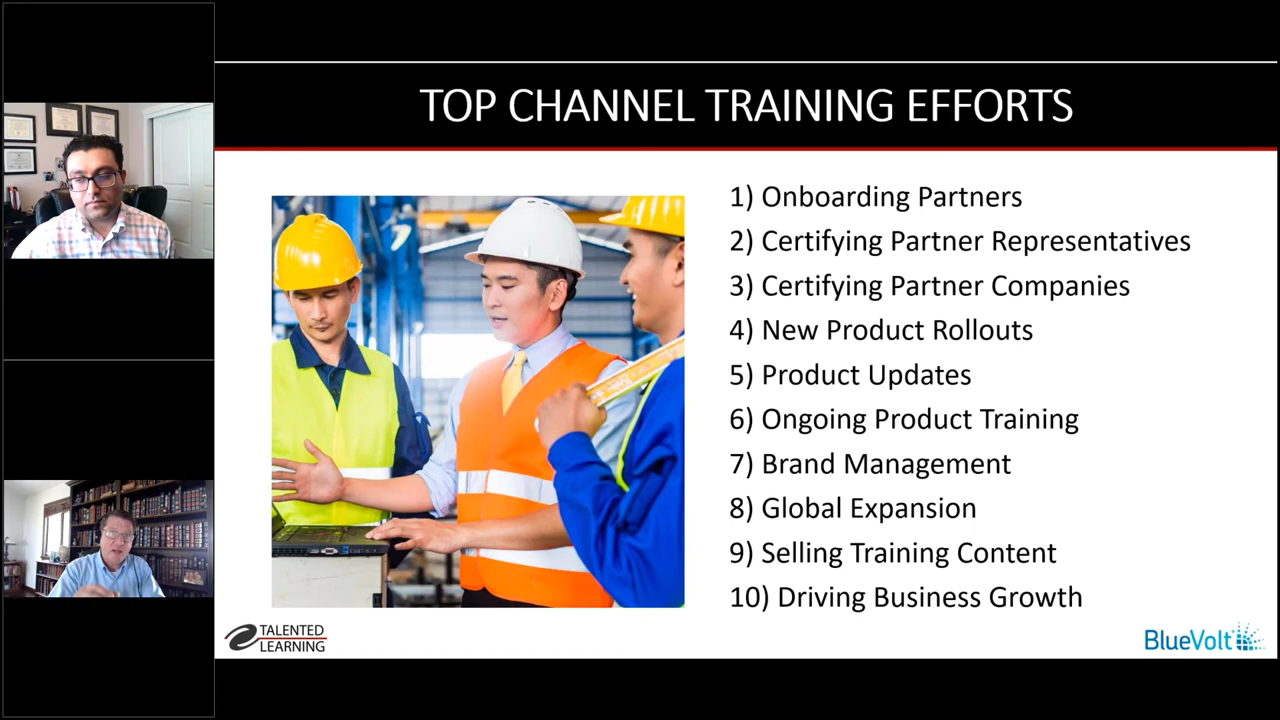 TOP CHANNEL TRAINING EFFORTS
1) Onboarding Partners
2) Certifying Partner Representatives
3) Certifying Partner Companies
4) New Product Rollouts
5) Product Updates
6) Ongoing Product Training
7) Brand Management
8) Global Expansion
9) Selling Training Content
10) Driving Business Growth
TALENTED
LEARNING
BlueVolt